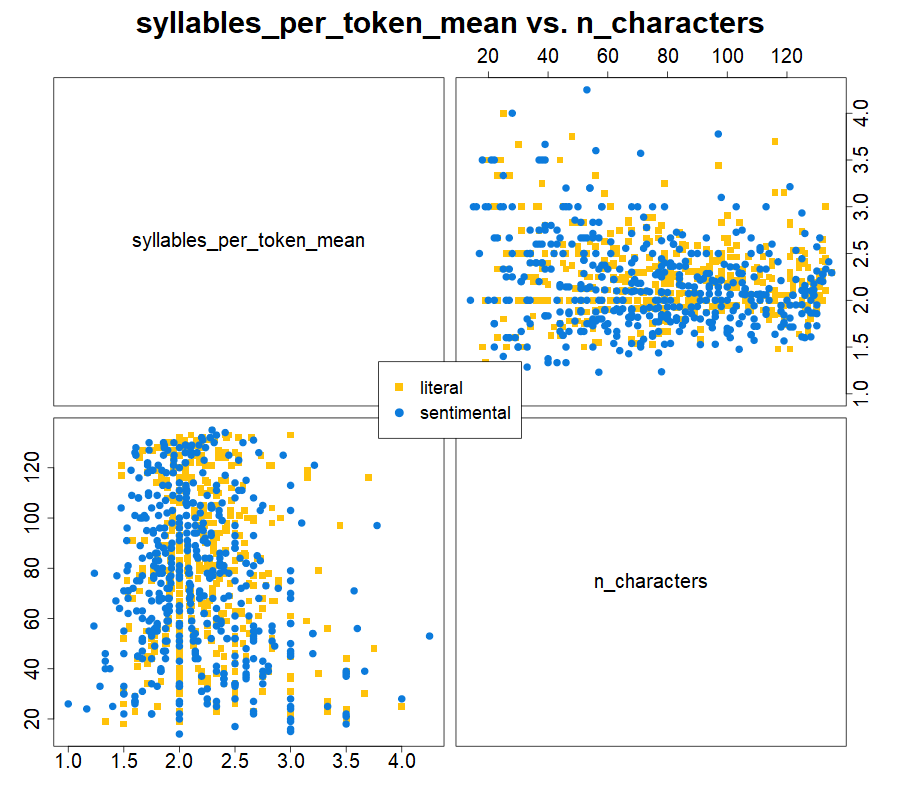 syllables_per_token_mean vs. n_characters
20 40 60 80 100 120
syllables_per_token_mean
4.0
3.5
3.0
2.5
2.0
1.5
1.0
literal
sentimental
120
100
80
60
40
20
n_characters
1.0 1.5 2.0 2.5 3.0 3.5 4.0